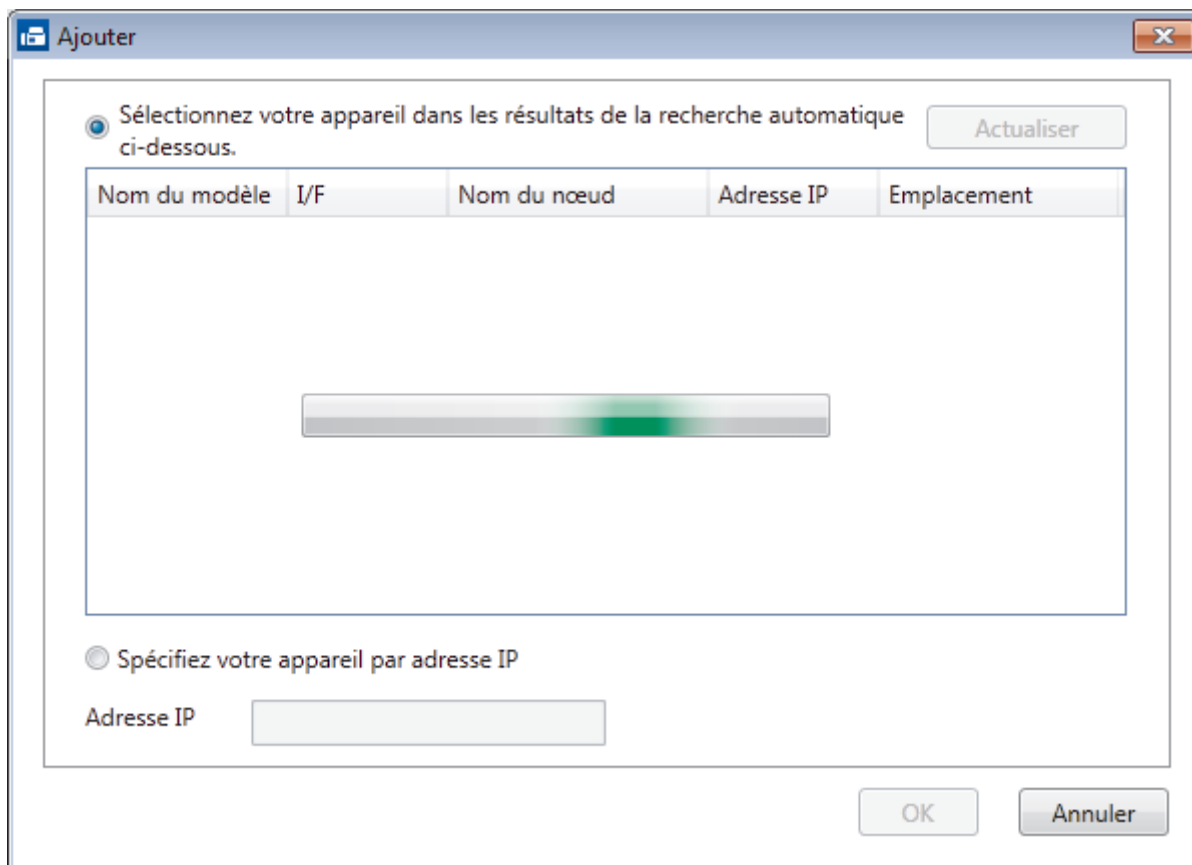 Ajouter
Sélectionnez votre appareil dans les résultats de la recherche automatique
ci-dessous.
Actualiser
Nom du modèle I/F Nom du nœud Adresse IP Emplacement
Spécifiez votre appareil par adresse IP
Adresse IP
OK Annuler